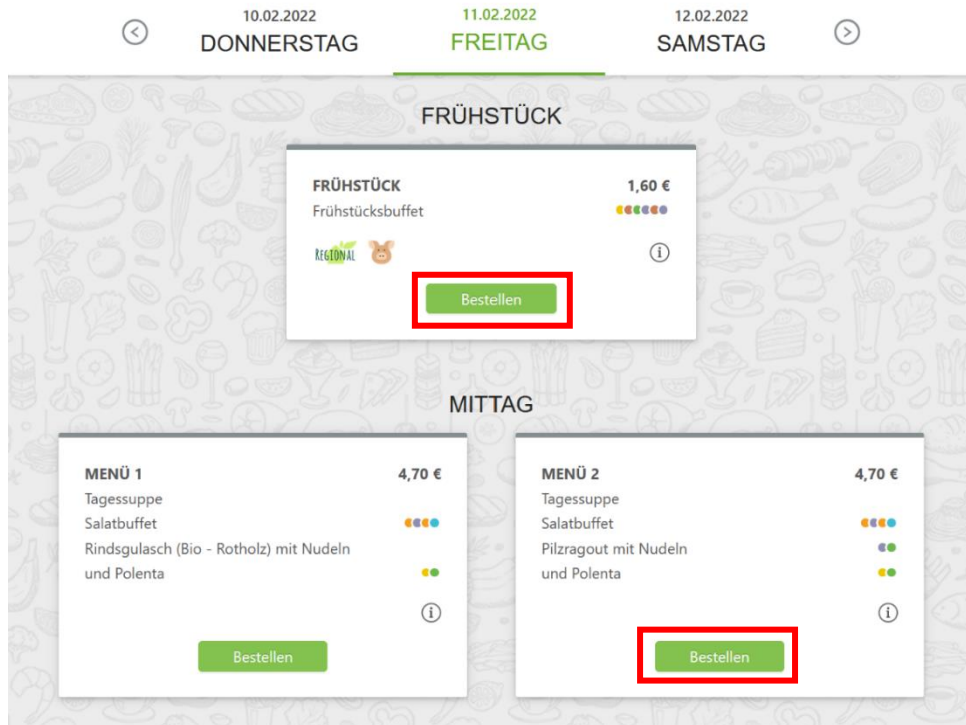 10.02.2022
DONNERSTAG
11.02.2022
FREITAG
12.02.2022
SAMSTAG
FRÜHSTÜCK
FRÜHSTÜCK 1,60 €
Frühstücksbuffet
REGIONAL
Bestellen
MITTAG
MENÜ 1 4,70 €
Tagessuppe
Salatbuffet
Rindsgulasch (Bio - Rotholz) mit Nudeln
und Polenta
Bestellen
MENÜ 2 4,70 €
Tagessuppe
Salatbuffet
Pilzragout mit Nudeln
und Polenta
Bestellen